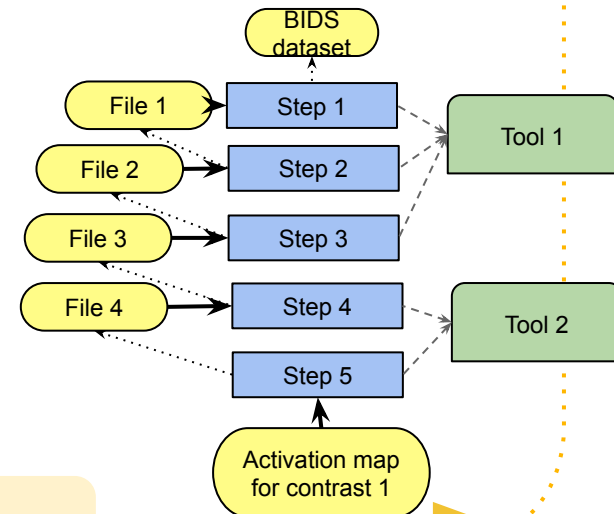 BIDS
dataset
File 1
Step 1
Tool 1
File 2
Step 2
File 3
Step 3
File 4
Step 4
Tool 2
Step 5
Activation map
for contrast 1